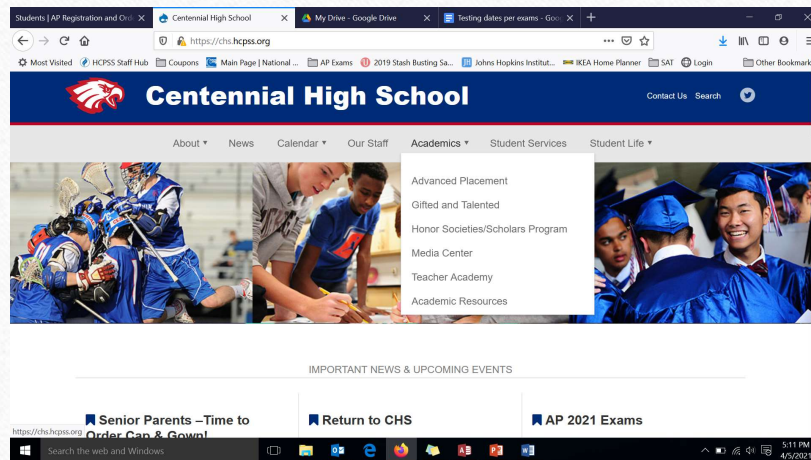 Students | AP Registration and Ord
Centennial High School
My Drive - Google Drive
Testing dates per exams - Goo
https://chs.hcpss.org
Most Visited HCPSS Staff Hub Coupons Main Page | National ... AP Exams 2019 Stash Busting Sa... Johns Hopkins Institut... IKEA Home Planner SAT Login Other Bookmark
Centennial High School
Contact Us Search
About News Calendar Our Staff Academics Student Services Student Life
Advanced Placement
Gifted and Talented
Honor Societies/Scholars Program
Media Center
Teacher Academy
Academic Resources
IMPORTANT NEWS & UPCOMING EVENTS
Senior Parents –Time to
Order Cap & Gown!
Return to CHS
AP 2021 Exams
https://chs.hcpss.org
Search the web and Windows
5:11 PM